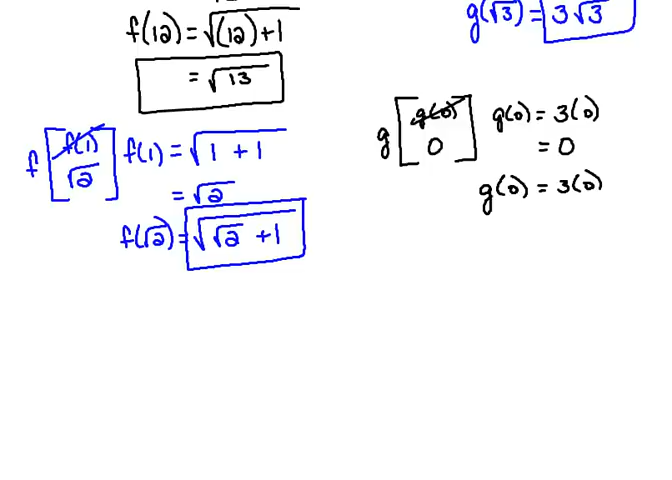 f(12) = √(12)+1
= √13
f[f(1) f(1) = √1 + 1
√2]
= √2
f(√2) = √√2 + 1
g(√3) = 3√3
g[g(0) g(0) = 3(0)
0] = 0
g(0) = 3(0)